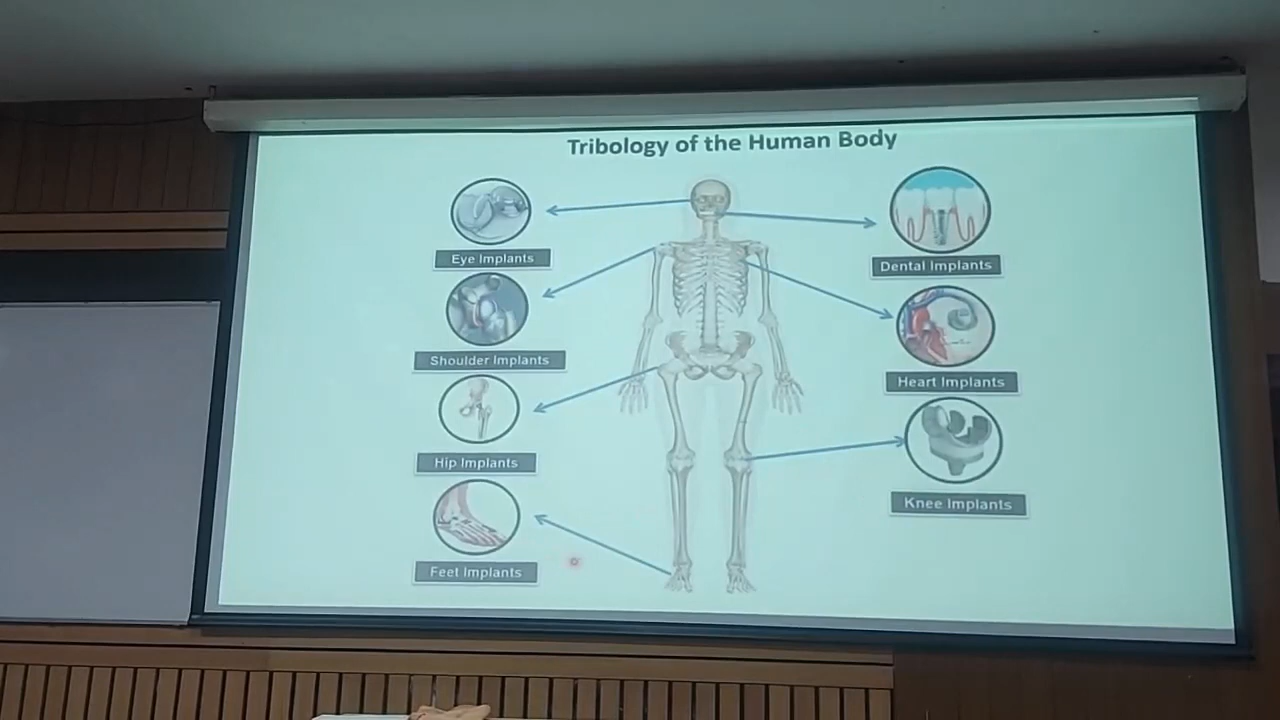 Tribology of the Human Body
Eye Implants
Shoulder Implants
Hip Implants
Feet Implants
Dental Implants
Heart Implants
Knee Implants